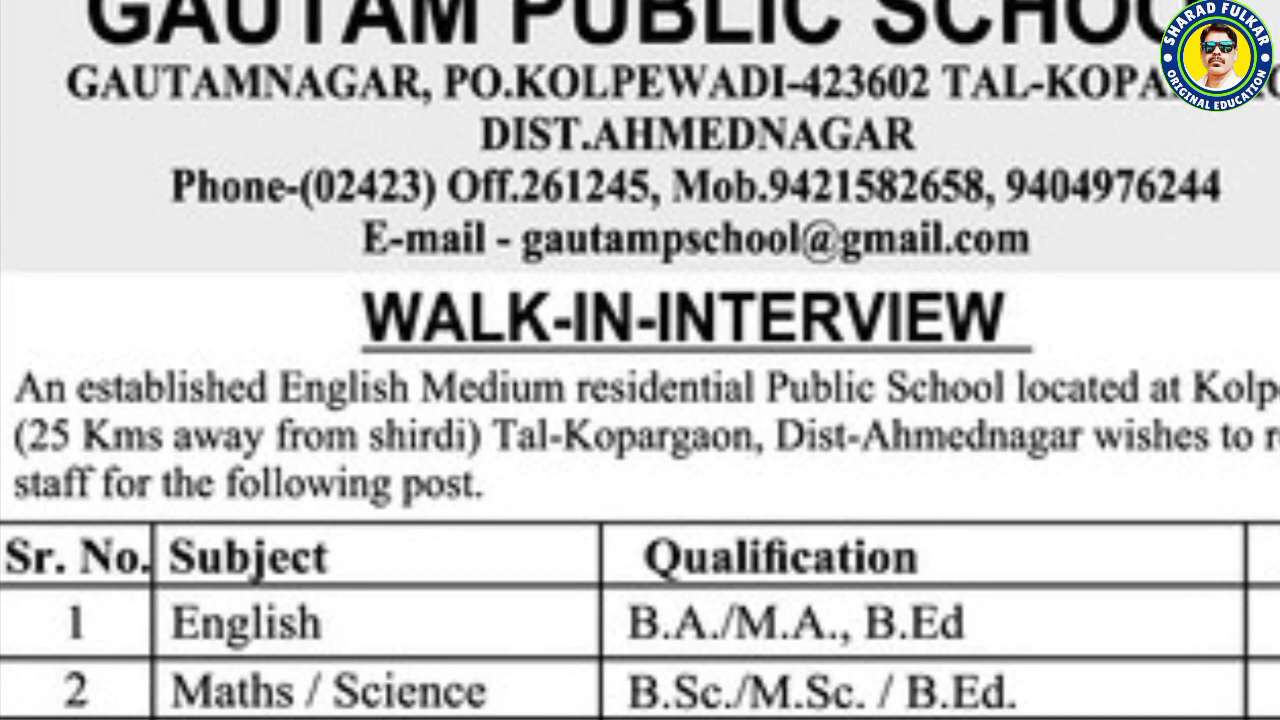 GAUTAM PUBLIC SCHOO
SHARAD FULKAR
ORIGINAL EDUCATION
GAUTAMNAGAR, PO.KOLPEWADI-423602 TAL-KOPA
DIST.AHMEDNAGAR
Phone-(02423) Off.261245, Mob.9421582658, 9404976244
E-mail - gautampschool@gmail.com
WALK-IN-INTERVIEW
An established English Medium residential Public School located at Kolp
(25 Kms away from shirdi) Tal-Kopargaon, Dist-Ahmednagar wishes to r
staff for the following post.
Sr. No. Subject Qualification
1 English B.A./M.A., B.Ed
2 Maths / Science B.Sc./M.Sc. / B.Ed.